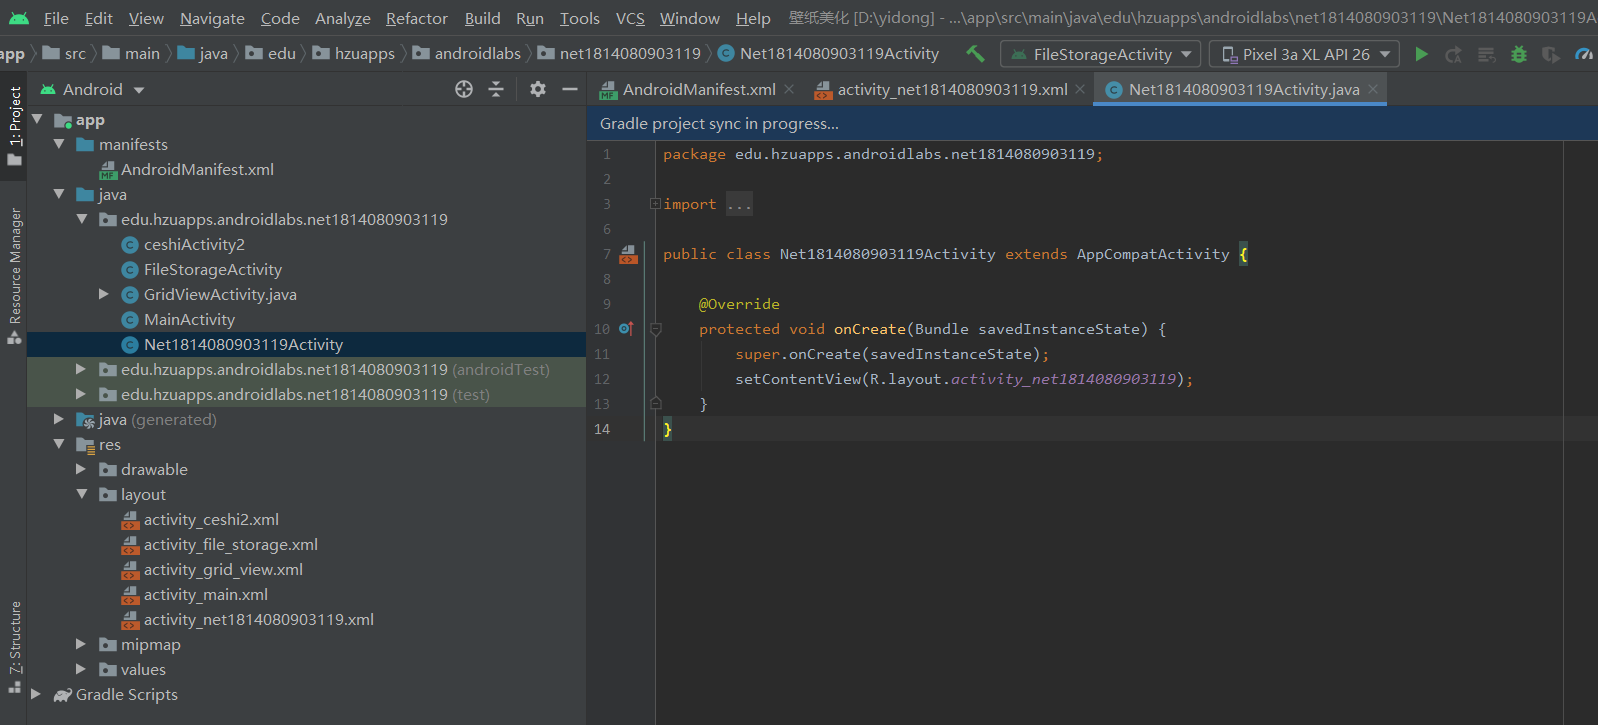 File Edit View Navigate Code Analyze Refactor Build Run Tools VCS Window Help 壁纸美化 [D:\yidong] - ...\app\src\main\java\edu\hzuapps\androidlabs\net1814080903119\Net1814080903119A
app src main java edu hzuapps androidlabs net1814080903119 Net1814080903119Activity FileStorageActivity Pixel 3a XL API 26
Android
AndroidManifest.xml activity_net1814080903119.xml Net1814080903119Activity.java
Gradle project sync in progress...
1: Project
Resource Manager
Z: Structure
app
manifests
AndroidManifest.xml
MF
java
edu.hzuapps.androidlabs.net1814080903119
ceshiActivity2
FileStorageActivity
GridViewActivity.java
MainActivity
Net1814080903119Activity
edu.hzuapps.androidlabs.net1814080903119 (androidTest)
edu.hzuapps.androidlabs.net1814080903119 (test)
java (generated)
res
drawable
layout
activity_ceshi2.xml
activity_file_storage.xml
activity_grid_view.xml
activity_main.xml
activity_net1814080903119.xml
mipmap
values
Gradle Scripts
1 package edu.hzuapps.androidlabs.net1814080903119;
2
3 import ...
6
7 public class Net1814080903119Activity extends AppCompatActivity {
8
9 @Override
10 protected void onCreate(Bundle savedInstanceState) {
11 super.onCreate(savedInstanceState);
12 setContentView(R.layout.activity_net1814080903119);
13 }
14 }